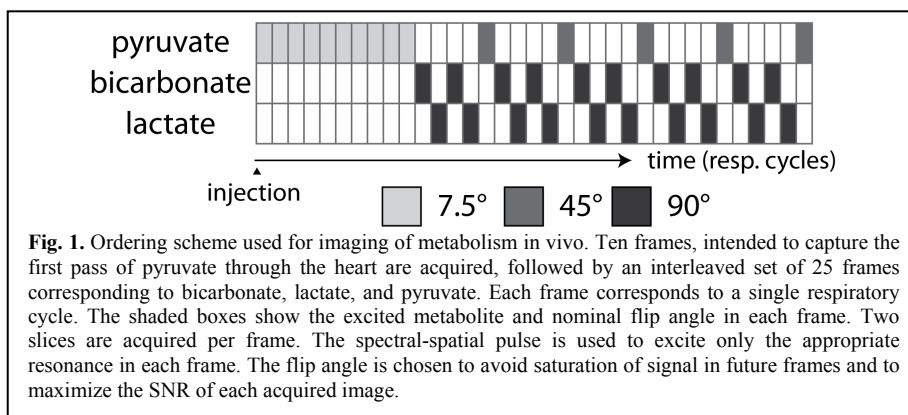 pyruvate
bicarbonate
lactate
time (resp. cycles)
injection
7.5° 45° 90°
Fig. 1. Ordering scheme used for imaging of metabolism in vivo. Ten frames, intended to capture the
first pass of pyruvate through the heart are acquired, followed by an interleaved set of 25 frames
corresponding to bicarbonate, lactate, and pyruvate. Each frame corresponds to a single respiratory
cycle. The shaded boxes show the excited metabolite and nominal flip angle in each frame. Two
slices are acquired per frame. The spectral-spatial pulse is used to excite only the appropriate
resonance in each frame. The flip angle is chosen to avoid saturation of signal in future frames and to
maximize the SNR of each acquired image.